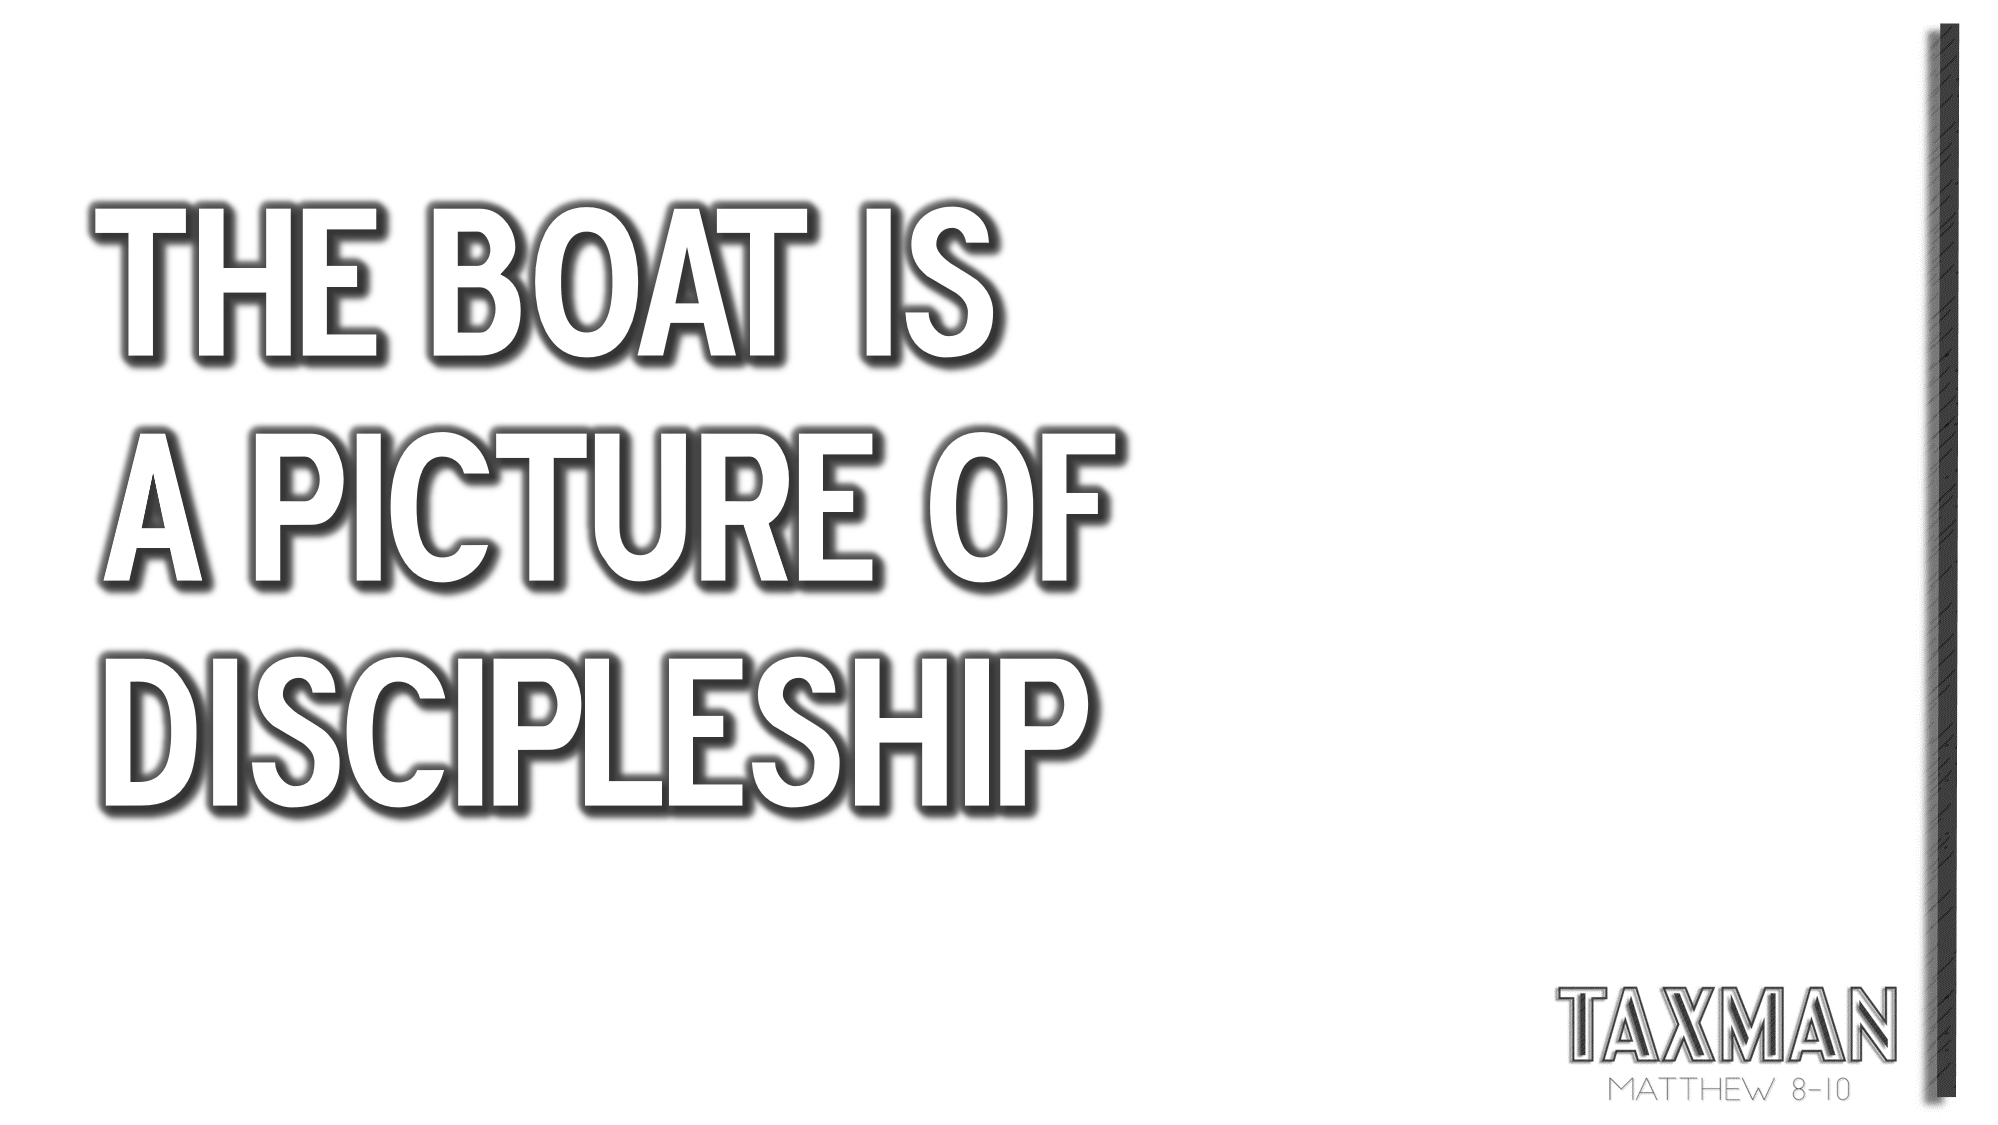 THE BOAT IS
A PICTURE OF
DISCIPLESHIP
TAXMAN
MATTHEW 8-10